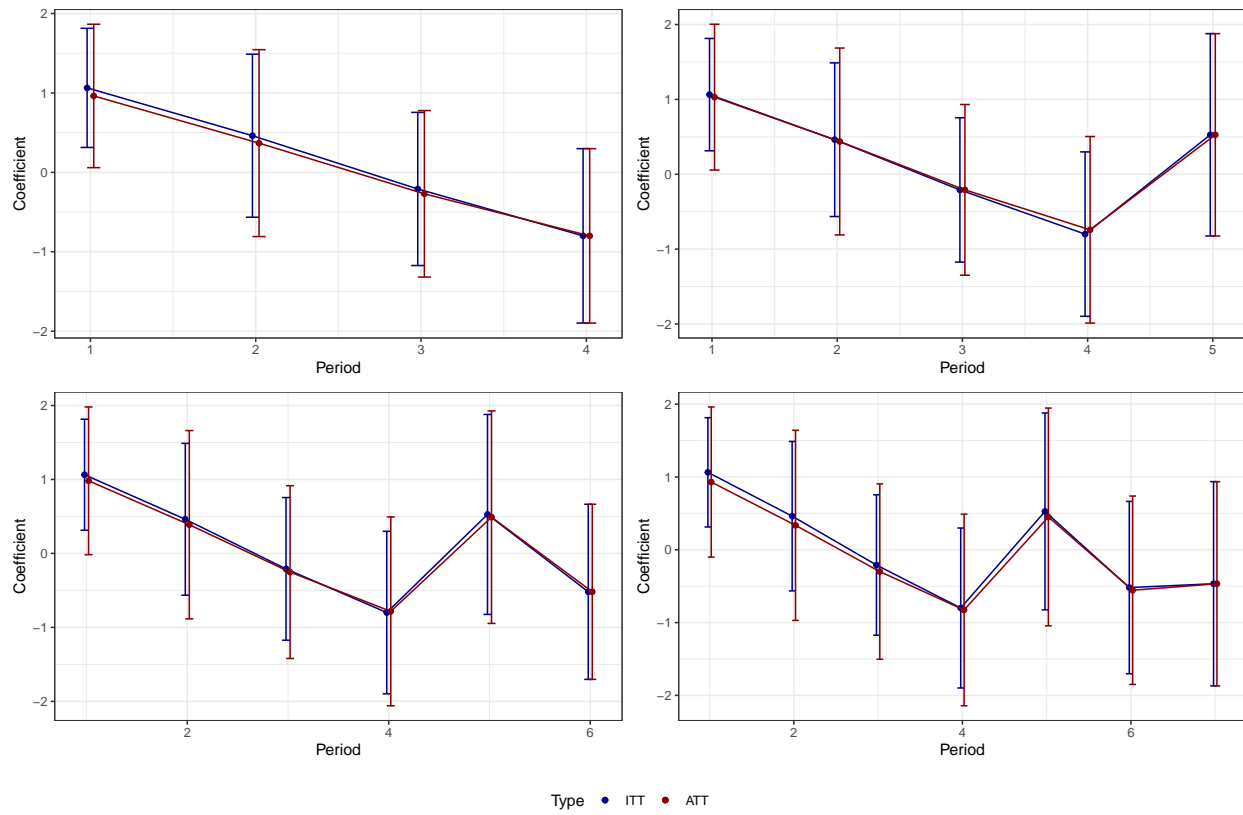 2
1
0
−1
−2
Coefficient
1 2 3 4
Period
2
1
0
−1
−2
Coefficient
1 2 3 4 5
Period
2
1
0
−1
−2
Coefficient
2 4 6
Period
2
1
0
−1
−2
Coefficient
2 4 6
Period
Type ITT ATT